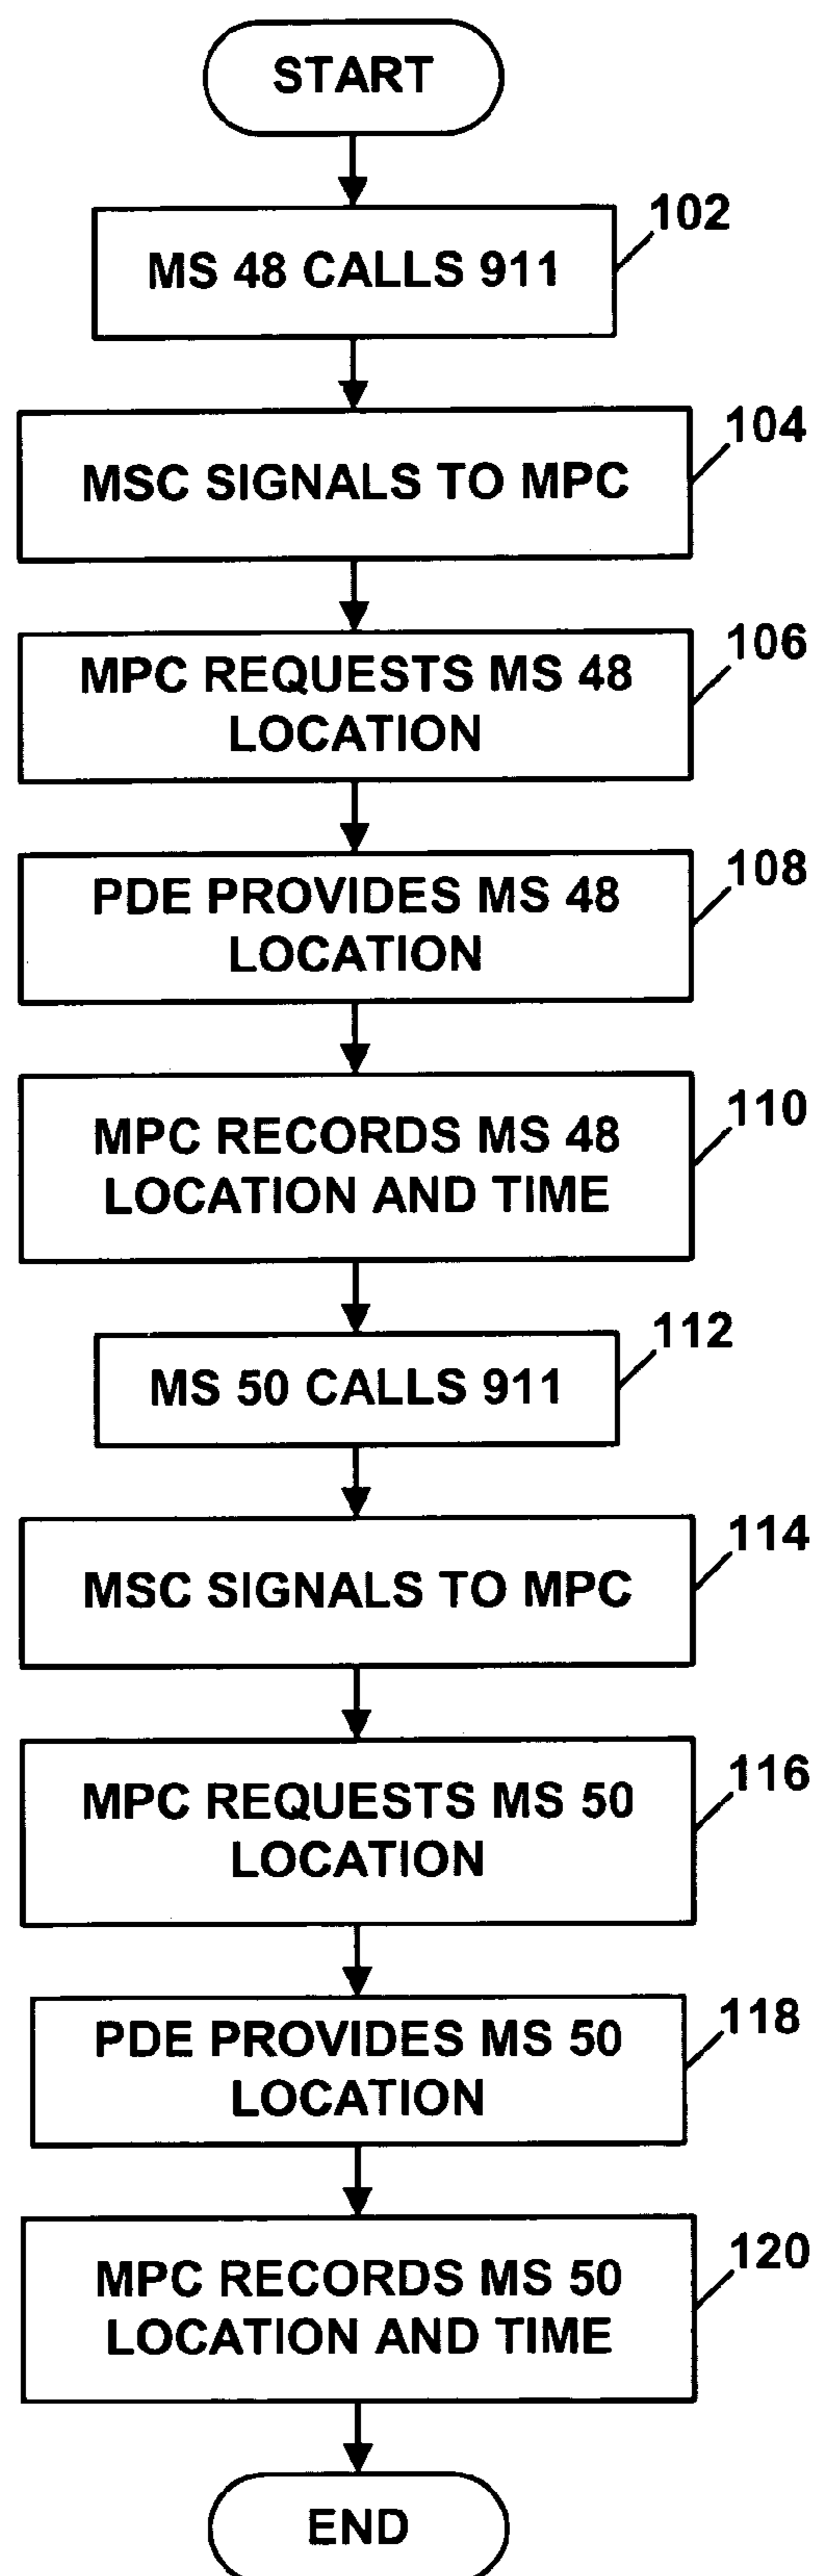 START
102
MS 48 CALLS 911
104
MSC SIGNALS TO MPC
106
MPC REQUESTS MS 48
LOCATION
108
PDE PROVIDES MS 48
LOCATION
110
MPC RECORDS MS 48
LOCATION AND TIME
112
MS 50 CALLS 911
114
MSC SIGNALS TO MPC
116
MPC REQUESTS MS 50
LOCATION
118
PDE PROVIDES MS 50
LOCATION
120
MPC RECORDS MS 50
LOCATION AND TIME
END